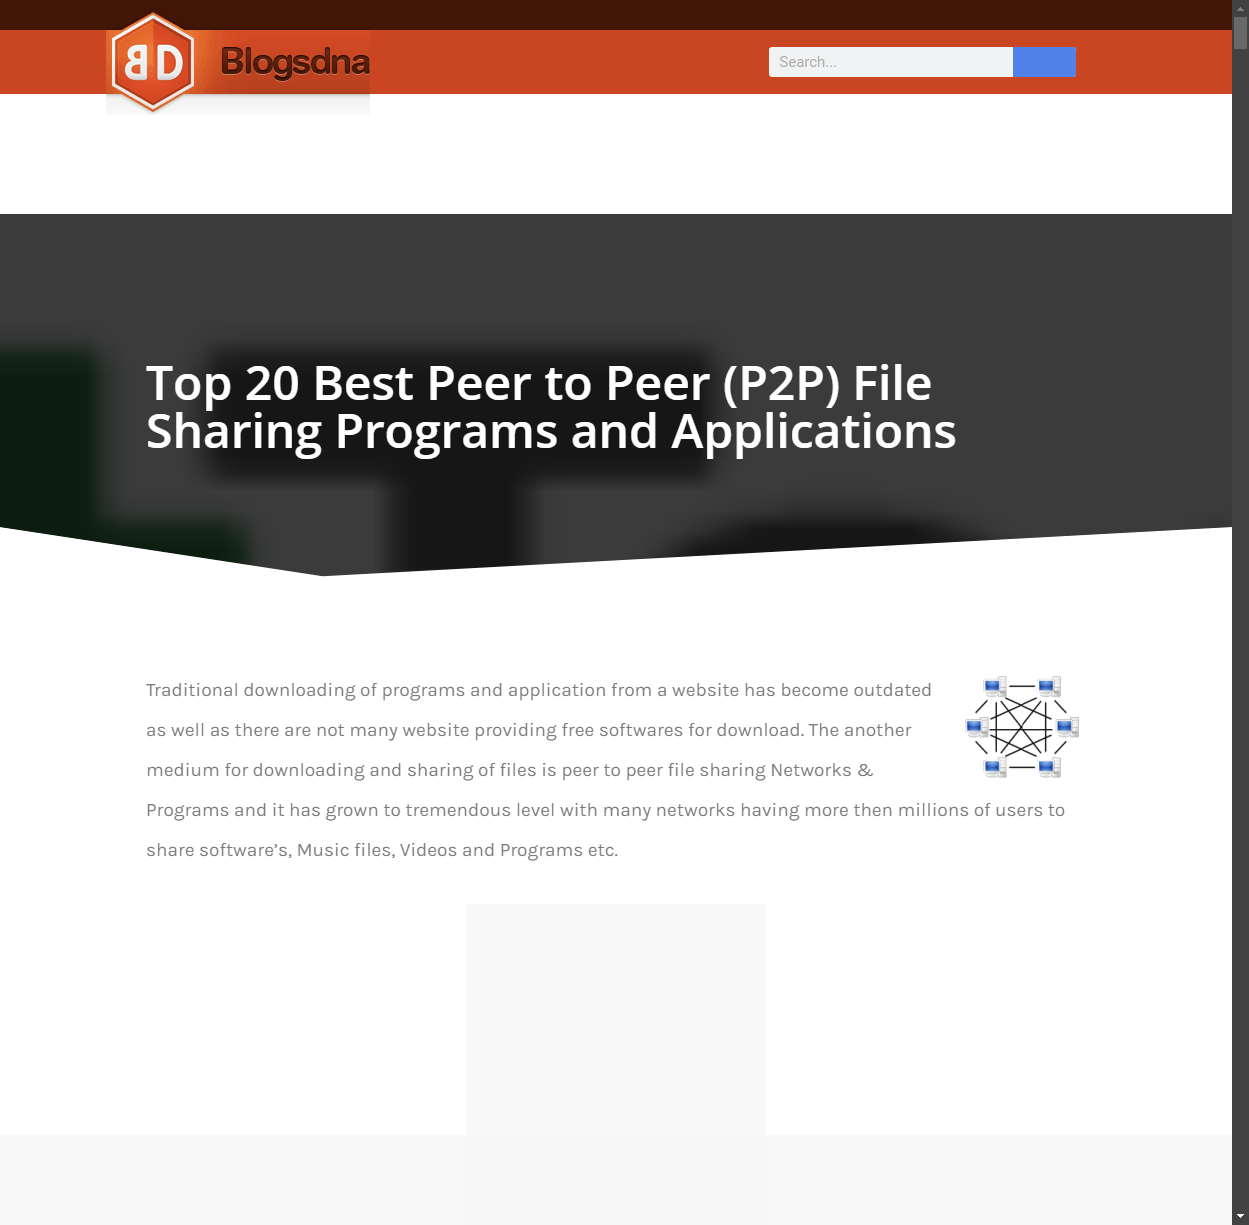 BD Blogsdna
Search...
Top 20 Best Peer to Peer (P2P) File
Sharing Programs and Applications
Traditional downloading of programs and application from a website has become outdated
as well as there are not many website providing free softwares for download. The another
medium for downloading and sharing of files is peer to peer file sharing Networks &
Programs and it has grown to tremendous level with many networks having more then millions of users to
share software’s, Music files, Videos and Programs etc.